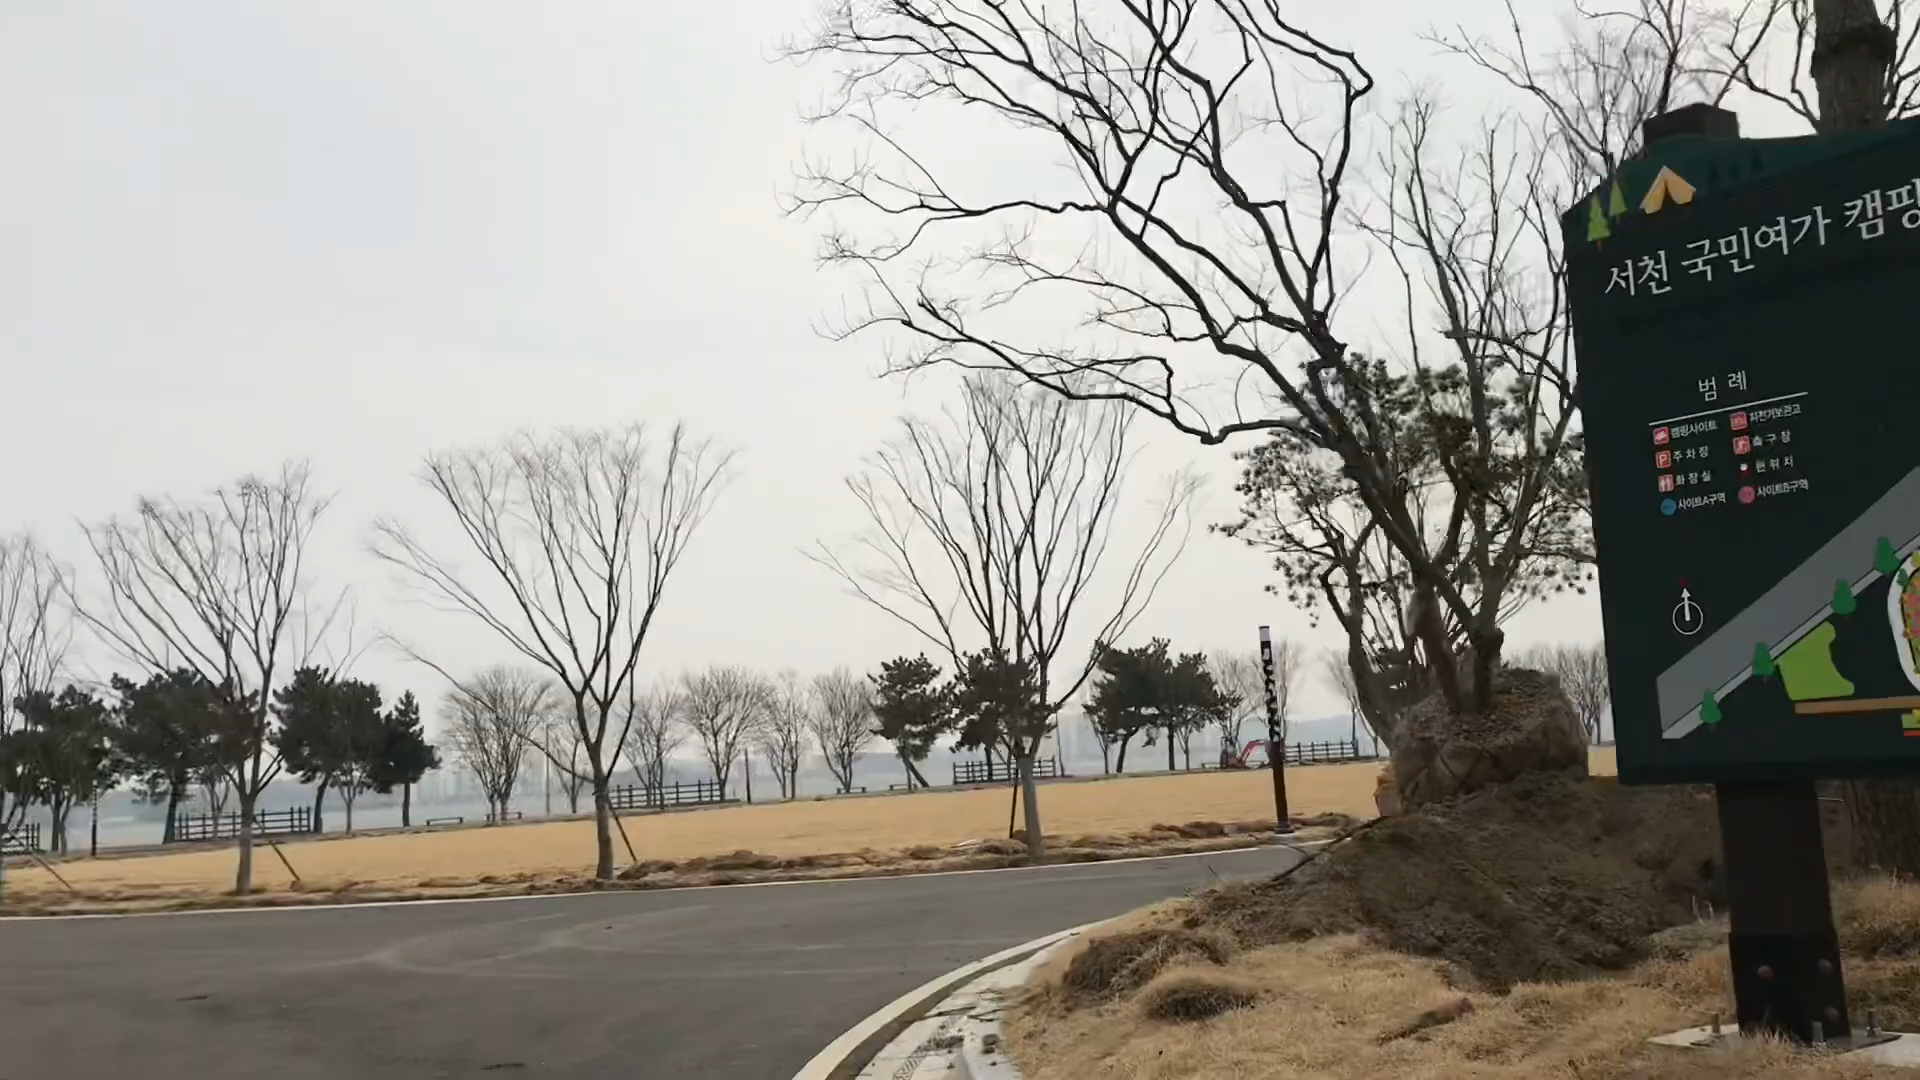 서천 국민여가 캠핑
범 례
캠핑사이트 자전거보관고
주 차 장 축 구 장
화 장 실 현 위 치
사이트A구역 사이트B구역